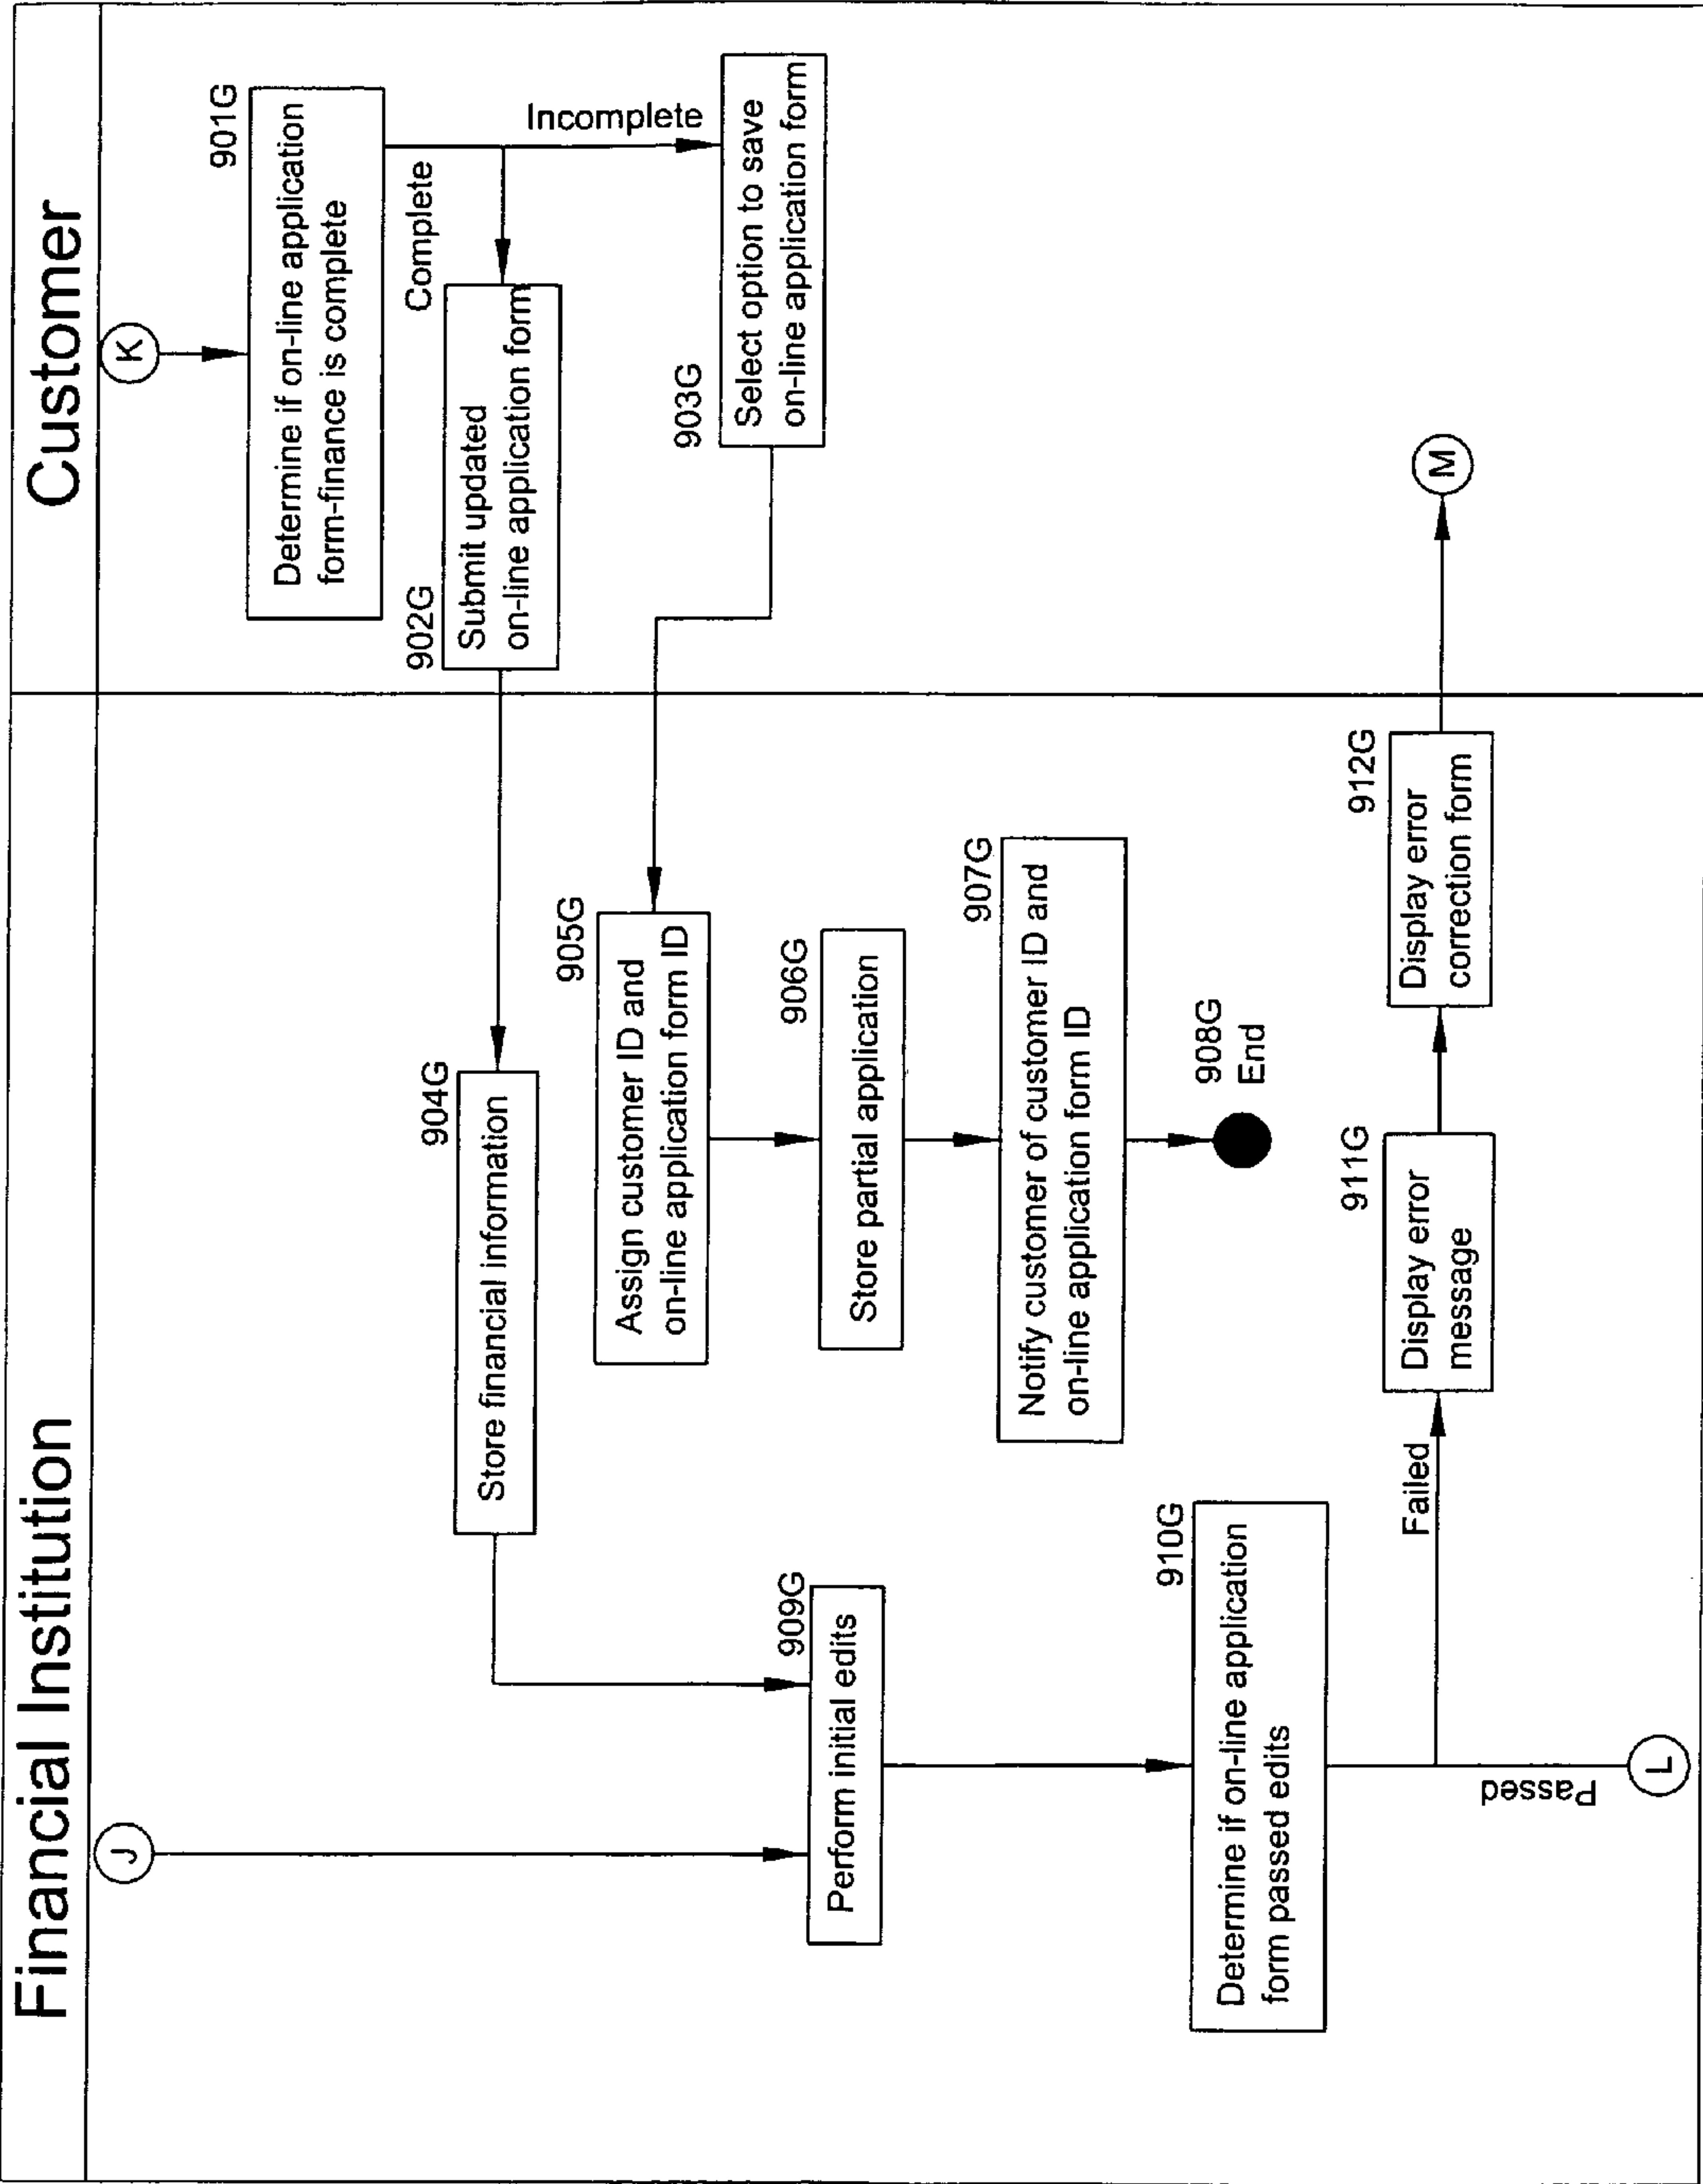 Financial Institution
Customer
J
K
901G
Determine if on-line application
form-finance is complete
Complete
Incomplete
902G
Submit updated
on-line application form
903G
Select option to save
on-line application form
904G
Store financial information
905G
Assign customer ID and
on-line application form ID
906G
Store partial application
907G
Notify customer of customer ID and
on-line application form ID
908G
End
909G
Perform initial edits
910G
Determine if on-line application
form passed edits
Failed
Passed
911G
Display error
message
912G
Display error
correction form
M
L